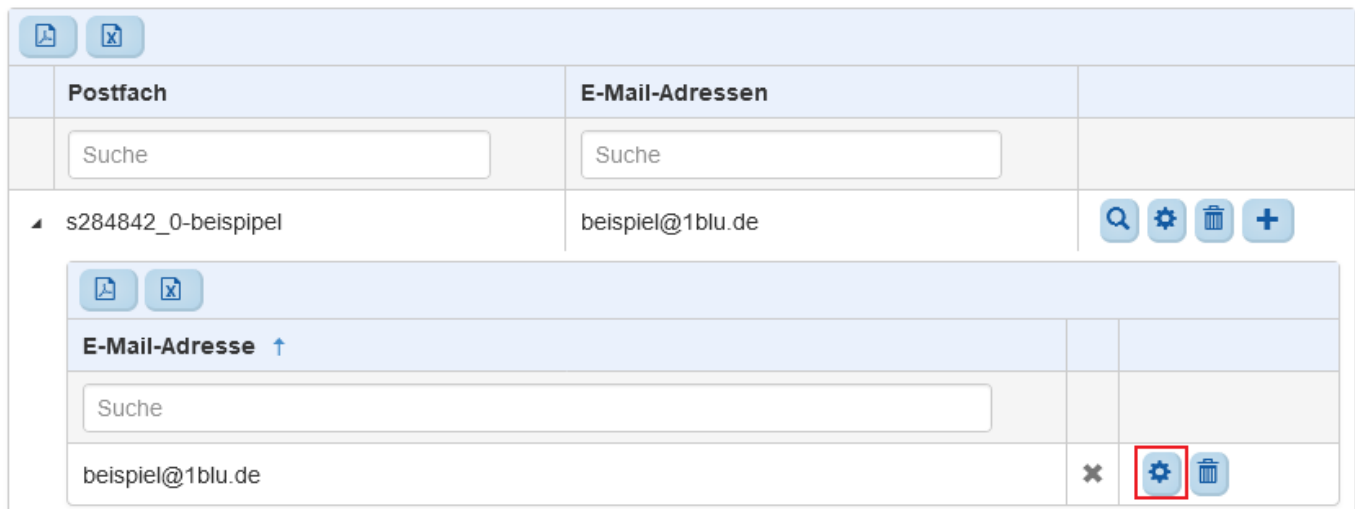 Postfach E-Mail-Adressen
Suche Suche
s284842_0-beispipel beispiel@1blu.de
E-Mail-Adresse ↑
Suche
beispiel@1blu.de